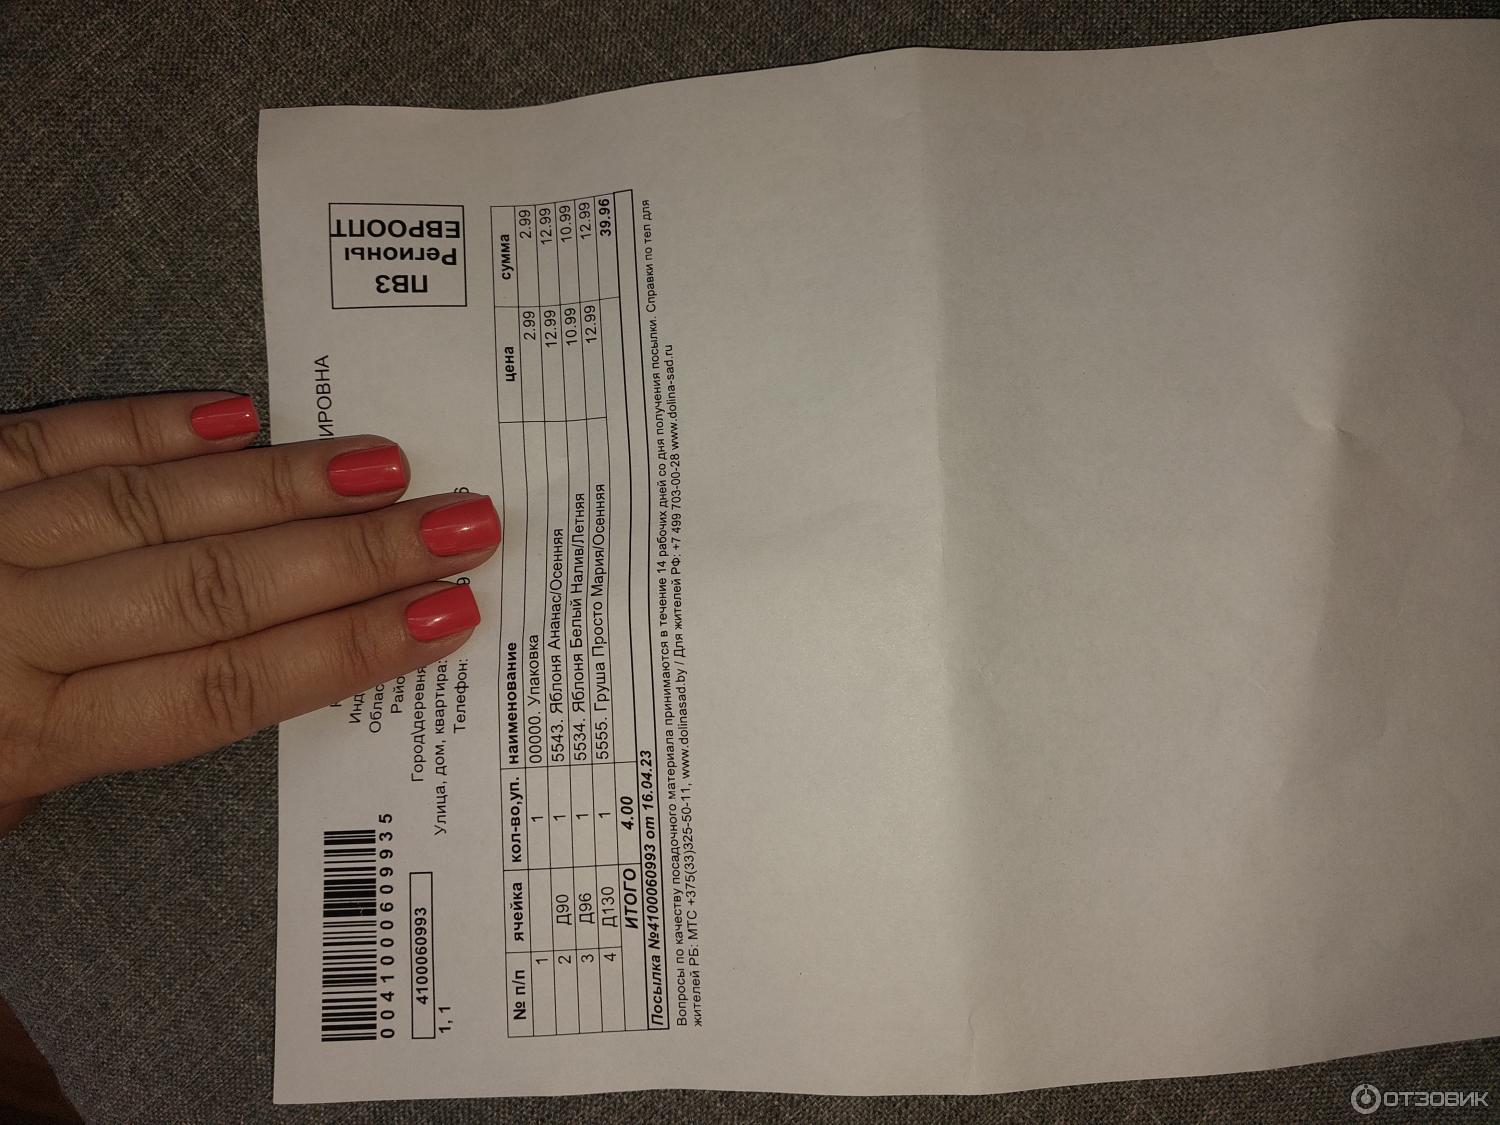 0041000609935
4100060993
1, 1
ИРОВНА
ПВЗ
Регионы
ЕВРООПТ
Инд
Облас
Райо
Город\деревня
Улица, дом, квартира:
Телефон:
№ п/п ячейка кол-во,уп. наименование цена сумма
1 1 00000. Упаковка 2.99 2.99
2 Д90 1 5543. Яблоня Ананас/Осенняя 12.99 12.99
3 Д96 1 5534. Яблоня Белый Налив/Летняя 10.99 10.99
4 Д130 1 5555. Груша Просто Мария/Осенняя 12.99 12.99
ИТОГО 4.00 39.96
Посылка №4100060993 от 16.04.23
Вопросы по качеству посадочного материала принимаются в течение 14 рабочих дней со дня получения посылки. Справки по тел для
жителей РБ: МТС +375(33)325-50-11, www.dolinasad.by / Для жителей РФ: +7 499 703-00-28 www.dolina-sad.ru
ОТЗОВИК